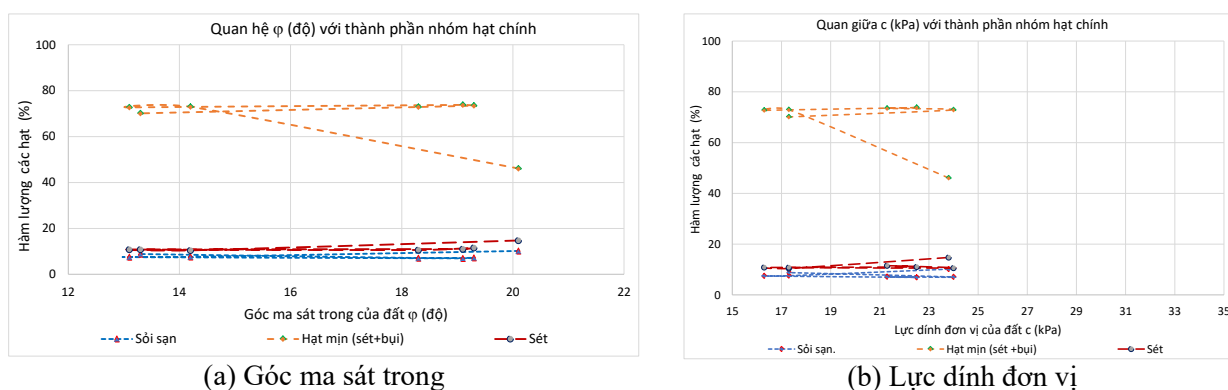 Quan hệ φ (độ) với thành phần nhóm hạt chính
100
80
60
40
20
0
Hàm lượng các hạt (%)
12 14 16 18 20 22
Góc ma sát trong của đất φ (độ)
Sỏi sạn Hạt mịn (sét+bụi) Sét
(a) Góc ma sát trong
Quan giữa c (kPa) với thành phần nhóm hạt chính
100
80
60
40
20
0
Hàm lượng các hạt (%)
15 17 19 21 23 25 27 29 31 33 35
Lực dính đơn vị của đất c (kPa)
Sỏi sạn. Hạt mịn (sét +bụi) Sét
(b) Lực dính đơn vị